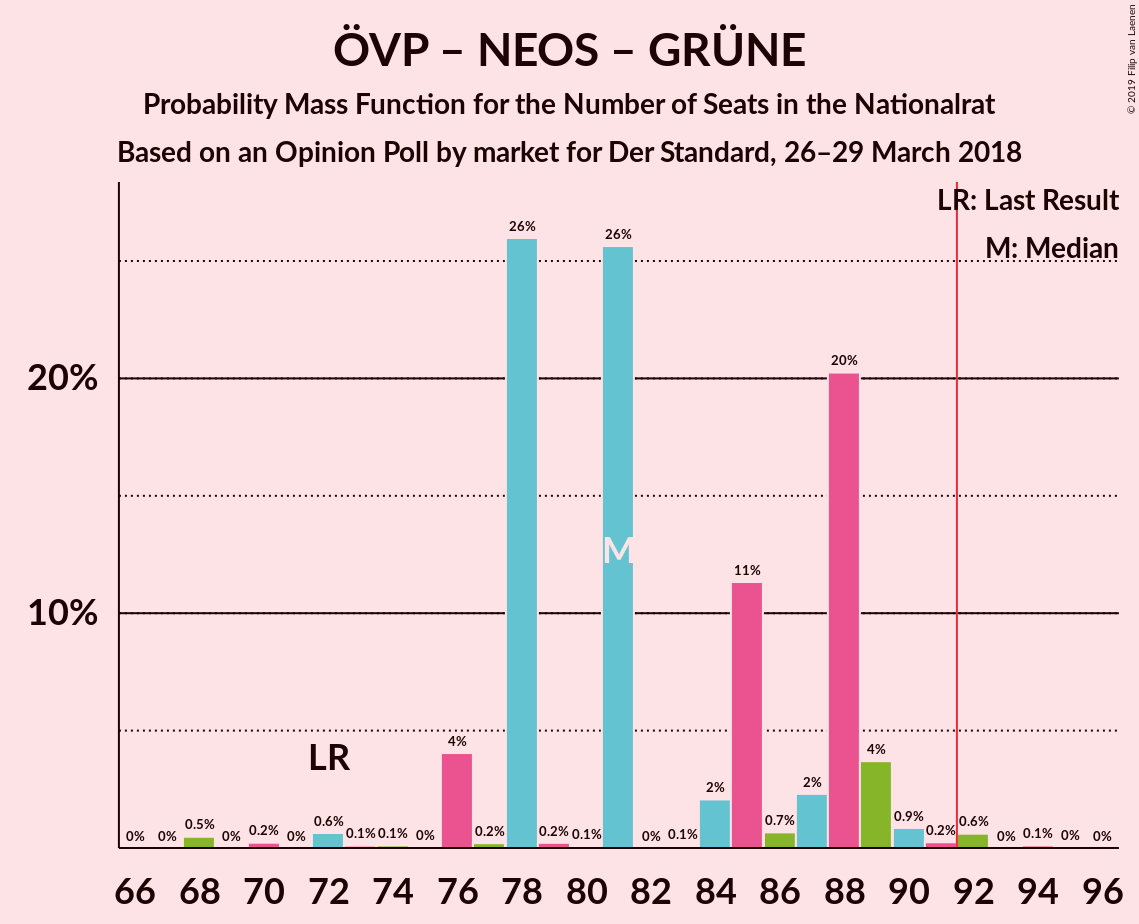 ÖVP – NEOS – GRÜNE
Probability Mass Function for the Number of Seats in the Nationalrat
Based on an Opinion Poll by market for Der Standard, 26–29 March 2018
© 2019 Filip van Laenen
LR: Last Result
M: Median
26%
26%
20%
20%
11%
10%
M
LR
4%
4%
2%
2%
0% 0% 0.5% 0% 0.2% 0% 0.6% 0.1% 0.1% 0% 0.2% 0.2% 0.1% 0% 0.1% 0.7% 0.9% 0.2% 0.6% 0% 0.1% 0% 0%
66 68 70 72 74 76 78 80 82 84 86 88 90 92 94 96